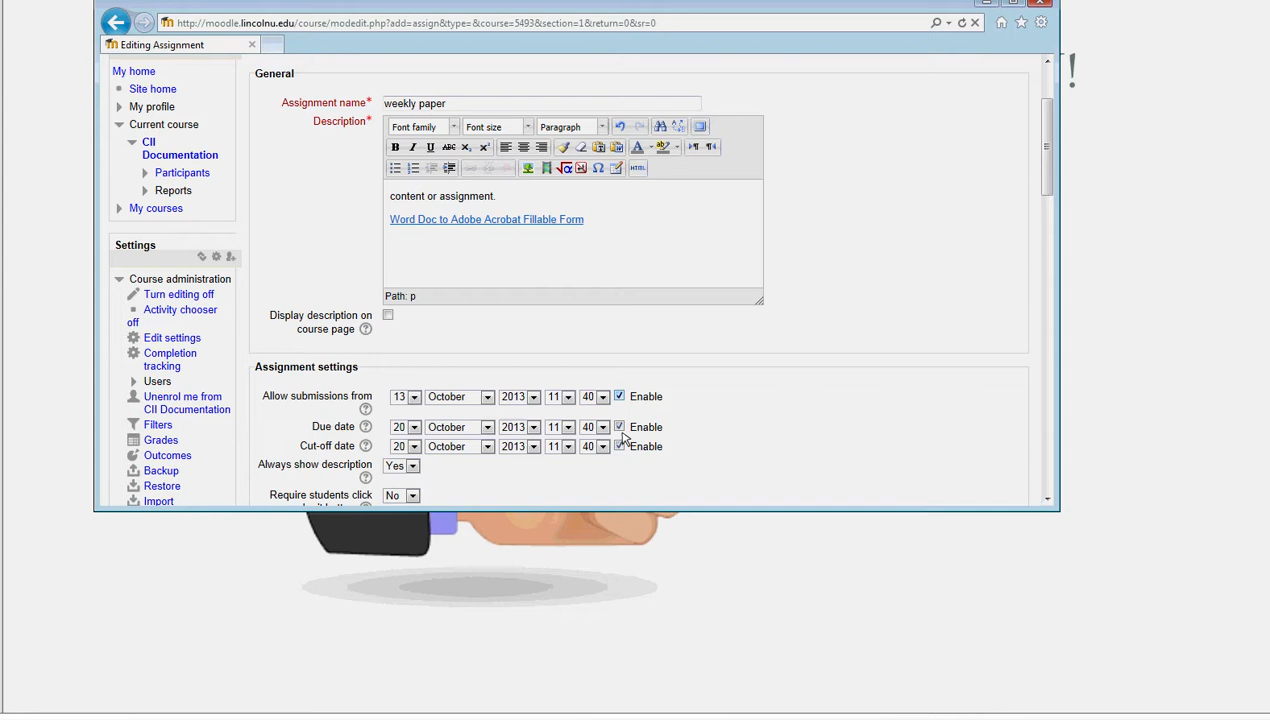 !
http://moodle.lincolnu.edu/course/modedit.php?add=assign&type=&course=5493&section=1&return=0&sr=0
Editing Assignment
My home
Site home
My profile
Current course
CII
Documentation
Participants
Reports
My courses
Settings
Course administration
Turn editing off
Activity chooser
off
Edit settings
Completion
tracking
Users
Unenrol me from
CII Documentation
Filters
Grades
Outcomes
Backup
Restore
Import
General
Assignment name* weekly paper
Description*
Font family Font size Paragraph
B I U ABC X₂ X² A ab
Ω HTML
content or assignment.
Word Doc to Adobe Acrobat Fillable Form
Path: p
Display description on
course page ?
Assignment settings
Allow submissions from 13 October 2013 11 40 Enable
?
Due date ? 20 October 2013 11 40 Enable
Cut-off date ? 20 October 2013 11 40 Enable
Always show description Yes
?
Require students click No